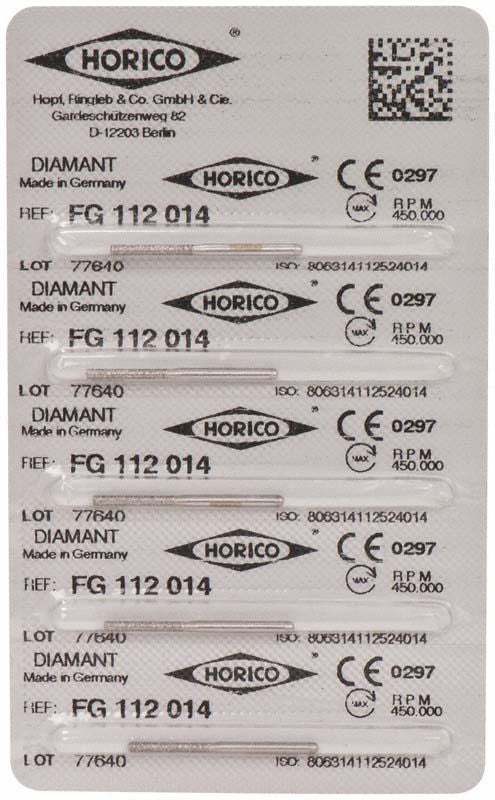 HORICO ®
Hopf, Ringleb & Co. GmbH & Cie.
Gardeschützenweg 82
D-12203 Berlin
DIAMANT HORICO ® CE 0297
Made in Germany
REF: FG 112 014 MAX RPM 450.000
LOT 77640 ISO: 806314112524014
DIAMANT HORICO ® CE 0297
Made in Germany
REF: FG 112 014 MAX RPM 450.000
LOT 77640 ISO: 806314112524014
DIAMANT HORICO ® CE 0297
Made in Germany
REF: FG 112 014 MAX RPM 450.000
LOT 77640 ISO: 806314112524014
DIAMANT HORICO ® CE 0297
Made in Germany
REF: FG 112 014 MAX RPM 450.000
LOT 77640 ISO: 806314112524014
DIAMANT HORICO ® CE 0297
Made in Germany
REF: FG 112 014 MAX RPM 450.000
LOT 77640 ISO: 806314112524014